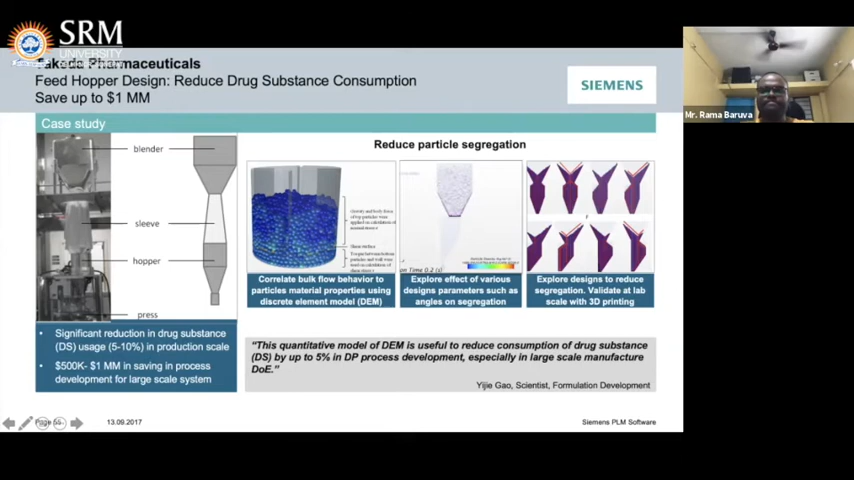 SRM
UNIVERSITY
Takeda Pharmaceuticals
Feed Hopper Design: Reduce Drug Substance Consumption
Save up to $1 MM
SIEMENS
Mr. Rama Baruva
Case study
blender
sleeve
hopper
press
Reduce particle segregation
Correlate bulk flow behavior to
particles material properties using
discrete element model (DEM)
on Time 0.2 (s)
Explore effect of various
designs parameters such as
angles on segregation
Explore designs to reduce
segregation. Validate at lab
scale with 3D printing
• Significant reduction in drug substance
(DS) usage (5-10%) in production scale
• $500K- $1 MM in saving in process
development for large scale system
"This quantitative model of DEM is useful to reduce consumption of drug substance
(DS) by up to 5% in DP process development, especially in large scale manufacture
DoE."
Yijie Gao, Scientist, Formulation Development
13.09.2017
Siemens PLM Software